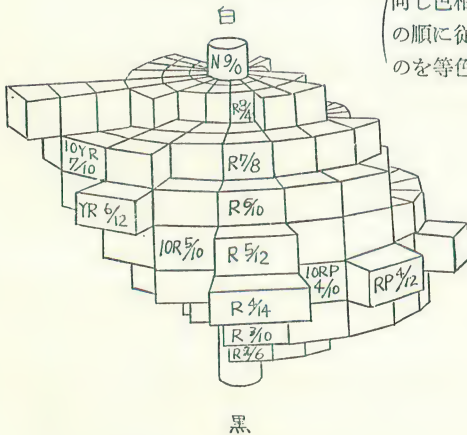 白
同じ色相
の順に従
のを等色
N 9/0
R 9/4
10YR 7/10
R 7/8
YR 6/12
R 6/10
10R 5/10
R 5/12
10RP 4/10
RP 4/12
R 4/14
R 3/10
R 2/6
黒